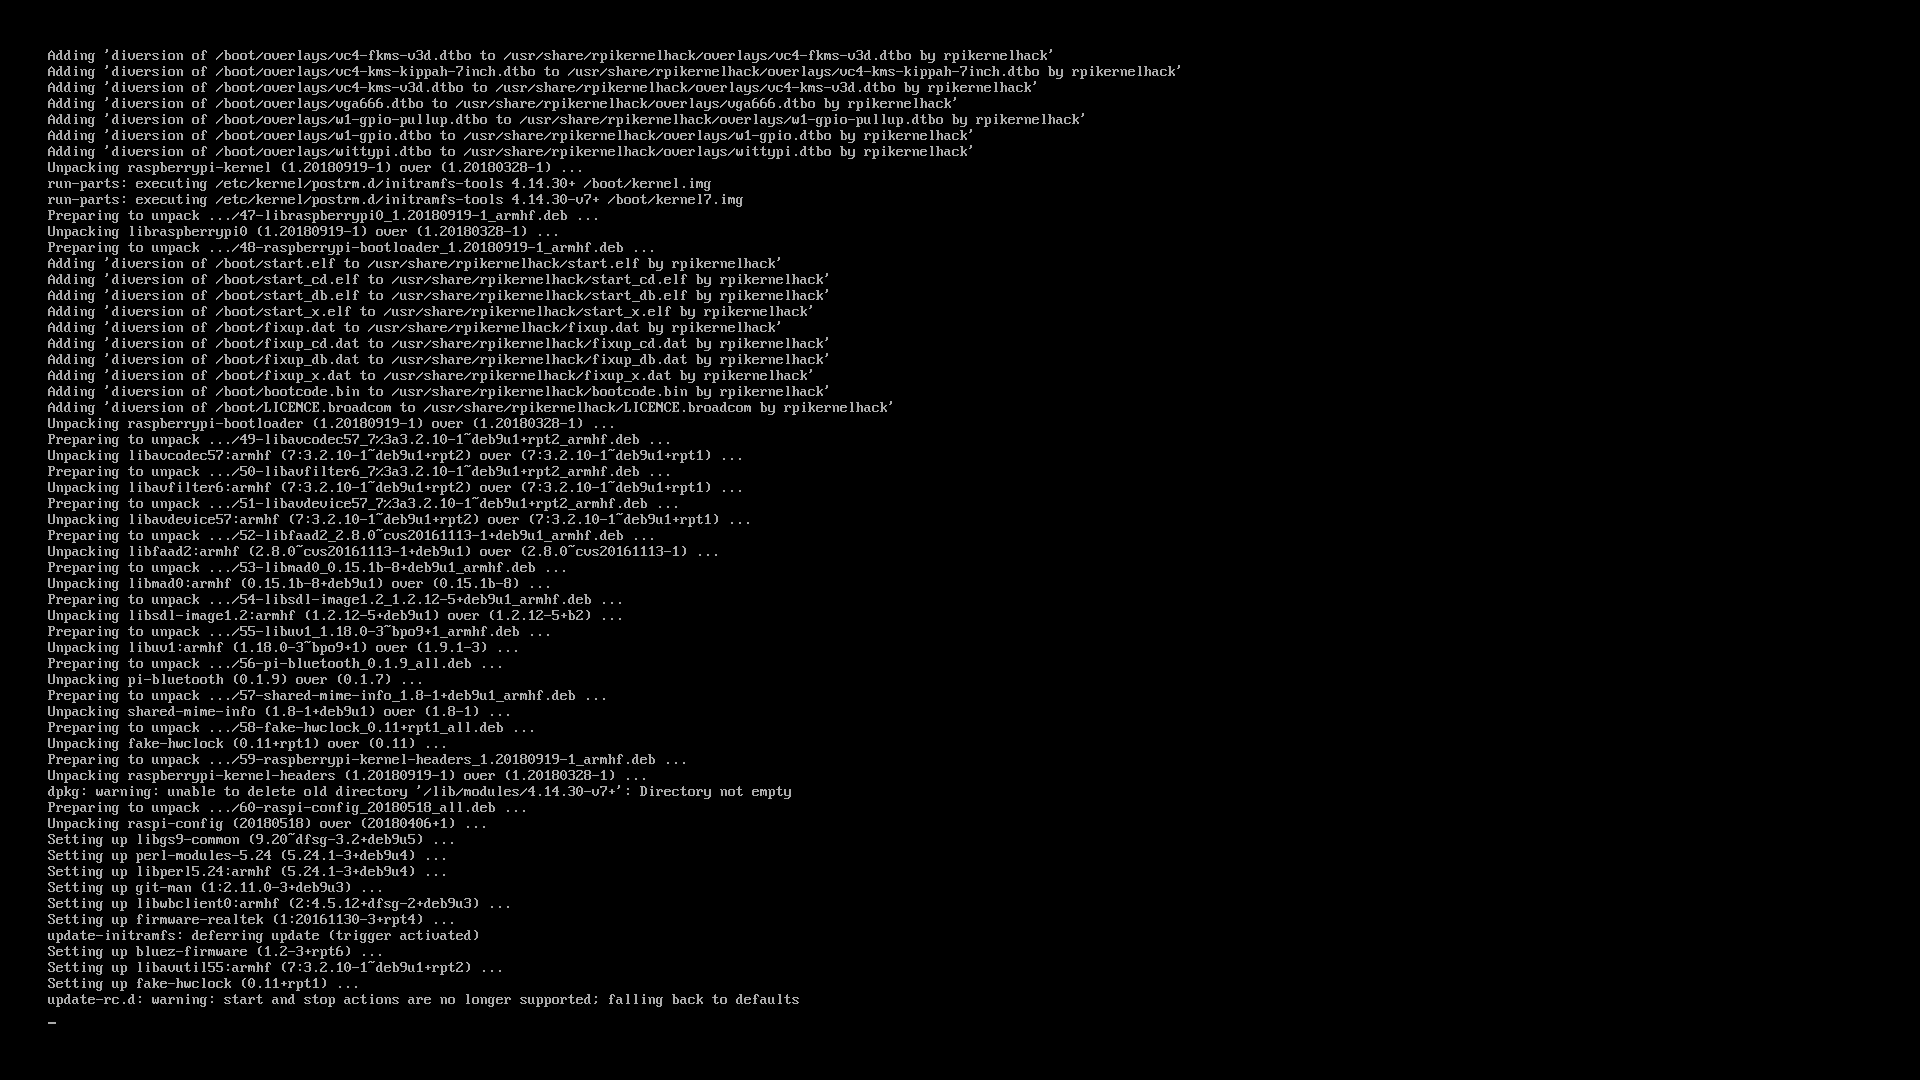 Adding 'diversion of /boot/overlays/vc4-fkms-v3d.dtbo to /usr/share/rpikernelhack/overlays/vc4-fkms-v3d.dtbo by rpikernelhack'
Adding 'diversion of /boot/overlays/vc4-kms-kippah-7inch.dtbo to /usr/share/rpikernelhack/overlays/vc4-kms-kippah-7inch.dtbo by rpikernelhack'
Adding 'diversion of /boot/overlays/vc4-kms-v3d.dtbo to /usr/share/rpikernelhack/overlays/vc4-kms-v3d.dtbo by rpikernelhack'
Adding 'diversion of /boot/overlays/vga666.dtbo to /usr/share/rpikernelhack/overlays/vga666.dtbo by rpikernelhack'
Adding 'diversion of /boot/overlays/w1-gpio-pullup.dtbo to /usr/share/rpikernelhack/overlays/w1-gpio-pullup.dtbo by rpikernelhack'
Adding 'diversion of /boot/overlays/w1-gpio.dtbo to /usr/share/rpikernelhack/overlays/w1-gpio.dtbo by rpikernelhack'
Adding 'diversion of /boot/overlays/wittypi.dtbo to /usr/share/rpikernelhack/overlays/wittypi.dtbo by rpikernelhack'
Unpacking raspberrypi-kernel (1.20180919-1) over (1.20180328-1) ...
run-parts: executing /etc/kernel/postrm.d/initramfs-tools 4.14.30+ /boot/kernel.img
run-parts: executing /etc/kernel/postrm.d/initramfs-tools 4.14.30-v7+ /boot/kernel7.img
Preparing to unpack .../47-libraspberrypi0_1.20180919-1_armhf.deb ...
Unpacking libraspberrypi0 (1.20180919-1) over (1.20180328-1) ...
Preparing to unpack .../48-raspberrypi-bootloader_1.20180919-1_armhf.deb ...
Adding 'diversion of /boot/start.elf to /usr/share/rpikernelhack/start.elf by rpikernelhack'
Adding 'diversion of /boot/start_cd.elf to /usr/share/rpikernelhack/start_cd.elf by rpikernelhack'
Adding 'diversion of /boot/start_db.elf to /usr/share/rpikernelhack/start_db.elf by rpikernelhack'
Adding 'diversion of /boot/start_x.elf to /usr/share/rpikernelhack/start_x.elf by rpikernelhack'
Adding 'diversion of /boot/fixup.dat to /usr/share/rpikernelhack/fixup.dat by rpikernelhack'
Adding 'diversion of /boot/fixup_cd.dat to /usr/share/rpikernelhack/fixup_cd.dat by rpikernelhack'
Adding 'diversion of /boot/fixup_db.dat to /usr/share/rpikernelhack/fixup_db.dat by rpikernelhack'
Adding 'diversion of /boot/fixup_x.dat to /usr/share/rpikernelhack/fixup_x.dat by rpikernelhack'
Adding 'diversion of /boot/bootcode.bin to /usr/share/rpikernelhack/bootcode.bin by rpikernelhack'
Adding 'diversion of /boot/LICENCE.broadcom to /usr/share/rpikernelhack/LICENCE.broadcom by rpikernelhack'
Unpacking raspberrypi-bootloader (1.20180919-1) over (1.20180328-1) ...
Preparing to unpack .../49-libavcodec57_7%3a3.2.10-1~deb9u1+rpt2_armhf.deb ...
Unpacking libavcodec57:armhf (7:3.2.10-1~deb9u1+rpt2) over (7:3.2.10-1~deb9u1+rpt1) ...
Preparing to unpack .../50-libavfilter6_7%3a3.2.10-1~deb9u1+rpt2_armhf.deb ...
Unpacking libavfilter6:armhf (7:3.2.10-1~deb9u1+rpt2) over (7:3.2.10-1~deb9u1+rpt1) ...
Preparing to unpack .../51-libavdevice57_7%3a3.2.10-1~deb9u1+rpt2_armhf.deb ...
Unpacking libavdevice57:armhf (7:3.2.10-1~deb9u1+rpt2) over (7:3.2.10-1~deb9u1+rpt1) ...
Preparing to unpack .../52-libfaad2_2.8.0~cvs20161113-1+deb9u1_armhf.deb ...
Unpacking libfaad2:armhf (2.8.0~cvs20161113-1+deb9u1) over (2.8.0~cvs20161113-1) ...
Preparing to unpack .../53-libmad0_0.15.1b-8+deb9u1_armhf.deb ...
Unpacking libmad0:armhf (0.15.1b-8+deb9u1) over (0.15.1b-8) ...
Preparing to unpack .../54-libsdl-image1.2_1.2.12-5+deb9u1_armhf.deb ...
Unpacking libsdl-image1.2:armhf (1.2.12-5+deb9u1) over (1.2.12-5+b2) ...
Preparing to unpack .../55-libuv1_1.18.0-3~bpo9+1_armhf.deb ...
Unpacking libuv1:armhf (1.18.0-3~bpo9+1) over (1.9.1-3) ...
Preparing to unpack .../56-pi-bluetooth_0.1.9_all.deb ...
Unpacking pi-bluetooth (0.1.9) over (0.1.7) ...
Preparing to unpack .../57-shared-mime-info_1.8-1+deb9u1_armhf.deb ...
Unpacking shared-mime-info (1.8-1+deb9u1) over (1.8-1) ...
Preparing to unpack .../58-fake-hwclock_0.11+rpt1_all.deb ...
Unpacking fake-hwclock (0.11+rpt1) over (0.11) ...
Preparing to unpack .../59-raspberrypi-kernel-headers_1.20180919-1_armhf.deb ...
Unpacking raspberrypi-kernel-headers (1.20180919-1) over (1.20180328-1) ...
dpkg: warning: unable to delete old directory '/lib/modules/4.14.30-v7+': Directory not empty
Preparing to unpack .../60-raspi-config_20180518_all.deb ...
Unpacking raspi-config (20180518) over (20180406+1) ...
Setting up libgs9-common (9.20~dfsg-3.2+deb9u5) ...
Setting up perl-modules-5.24 (5.24.1-3+deb9u4) ...
Setting up libperl5.24:armhf (5.24.1-3+deb9u4) ...
Setting up git-man (1:2.11.0-3+deb9u3) ...
Setting up libwbclient0:armhf (2:4.5.12+dfsg-2+deb9u3) ...
Setting up firmware-realtek (1:20161130-3+rpt4) ...
update-initramfs: deferring update (trigger activated)
Setting up bluez-firmware (1.2-3+rpt6) ...
Setting up libavutil55:armhf (7:3.2.10-1~deb9u1+rpt2) ...
Setting up fake-hwclock (0.11+rpt1) ...
update-rc.d: warning: start and stop actions are no longer supported; falling back to defaults